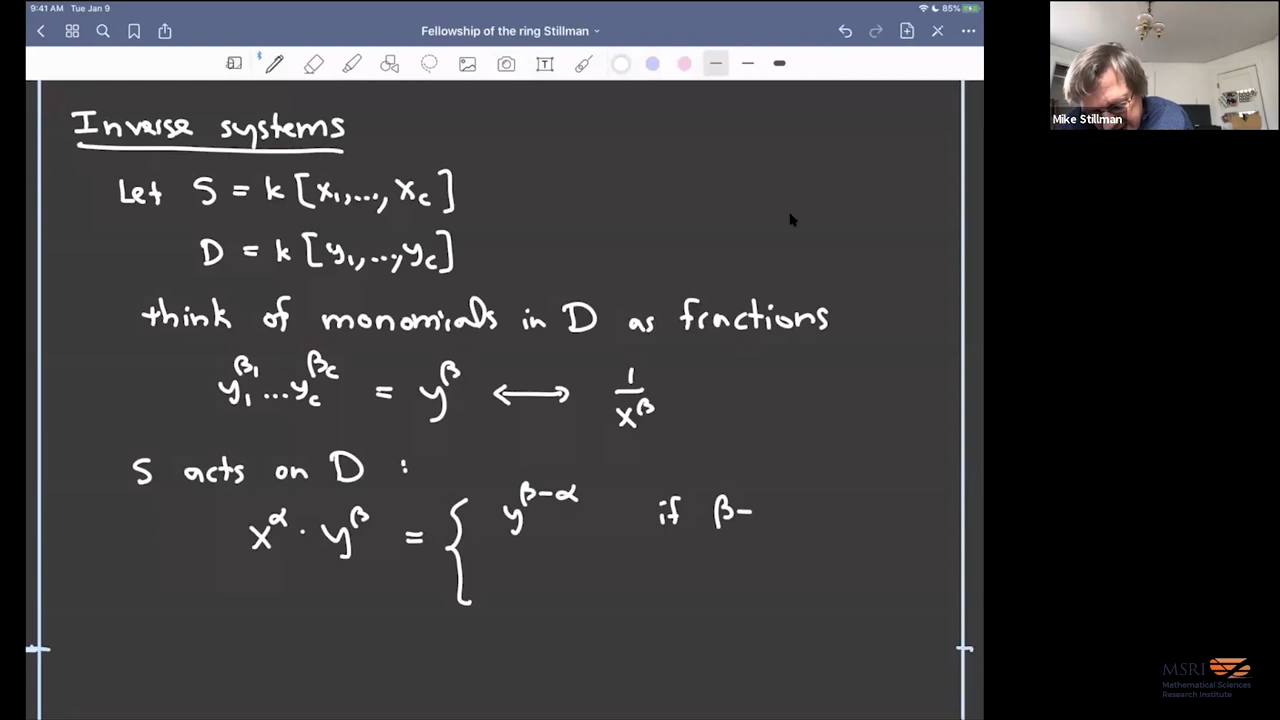 9:41 AM Tue Jan 9
85%
Fellowship of the ring Stillman
Inverse systems
Let S = k[x₁,...,x_c]
D = k[y₁,...,y_c]
think of monomials in D as fractions
y₁^β₁...y_c^β_c = y^β ⟷ 1/x^β
S acts on D :
x^α · y^β = { y^(β-α) if β-
Mike Stillman
MSRI
Mathematical Sciences
Research Institute